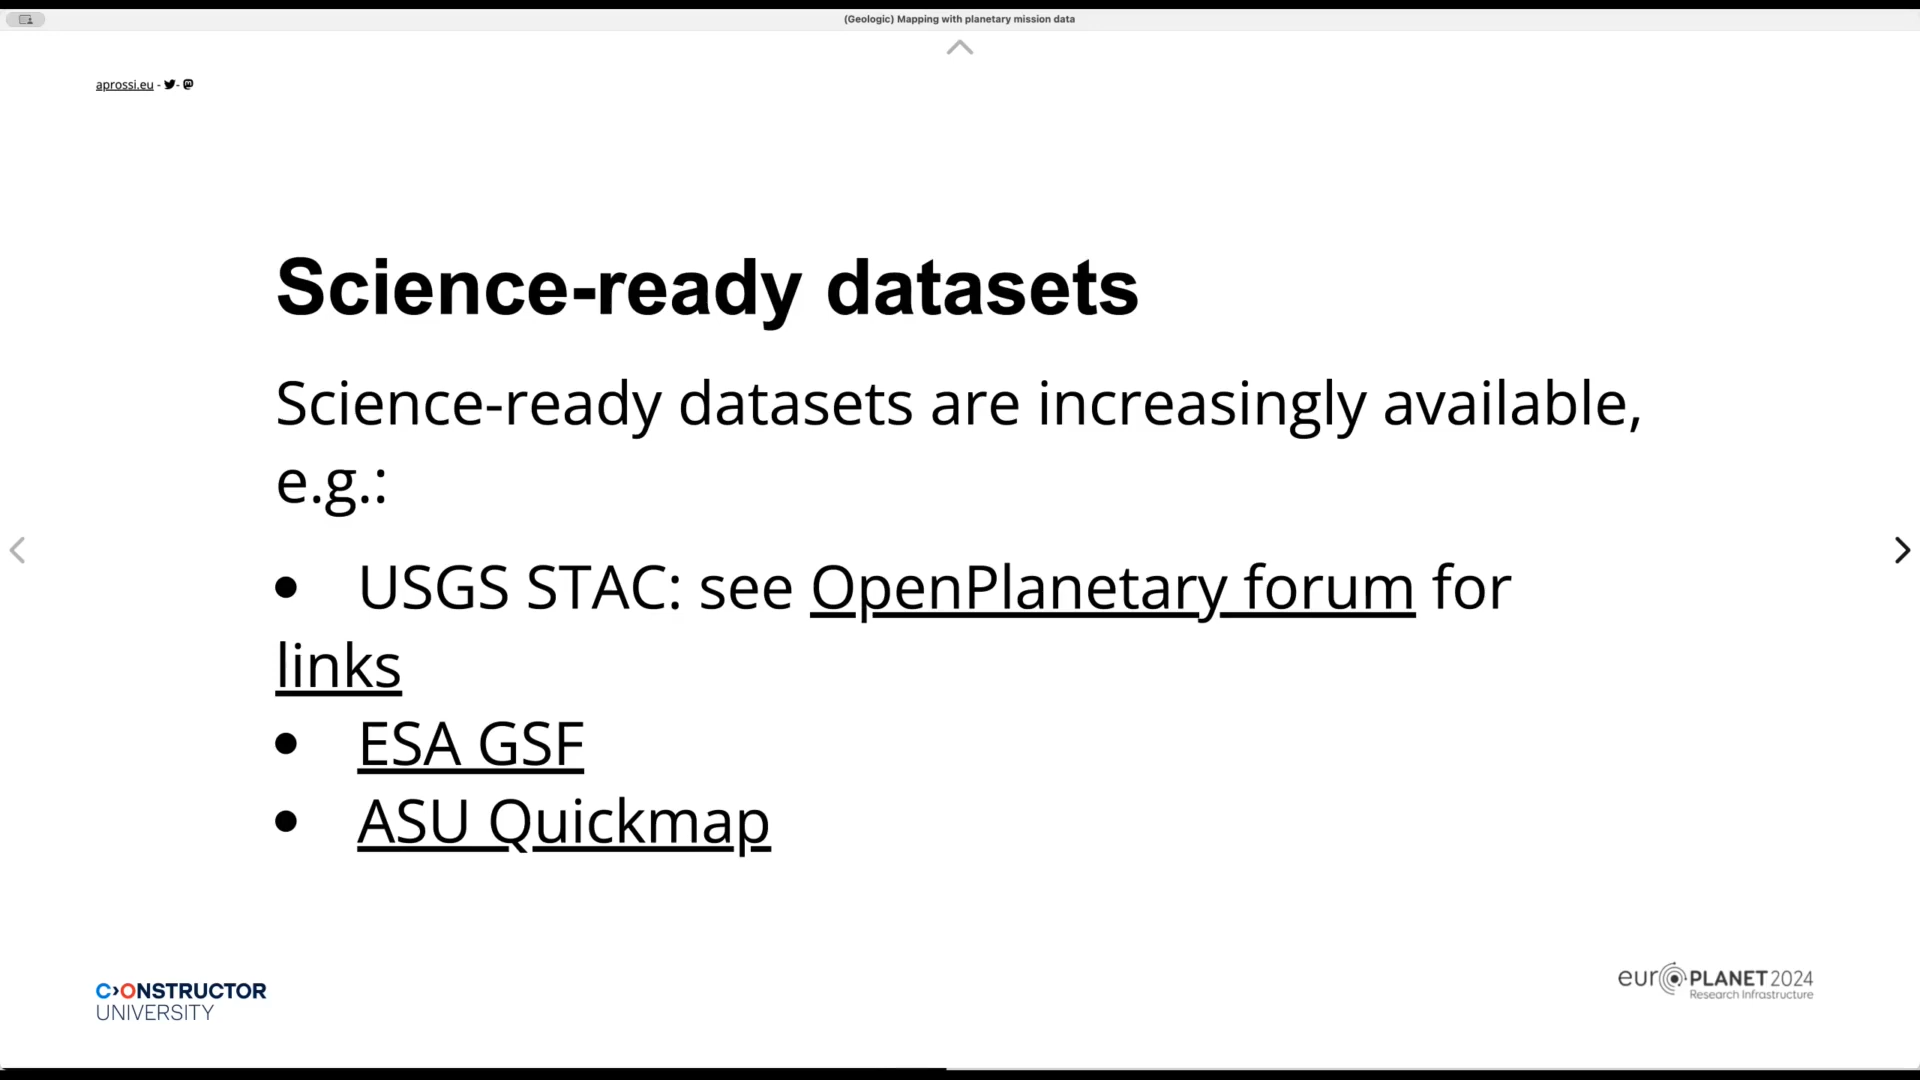 (Geologic) Mapping with planetary mission data
aprossi.eu - -
Science-ready datasets
Science-ready datasets are increasingly available,
e.g.:
• USGS STAC: see OpenPlanetary forum for
links
• ESA GSF
• ASU Quickmap
CONSTRUCTOR
UNIVERSITY
europlanet 2024
Research Infrastructure